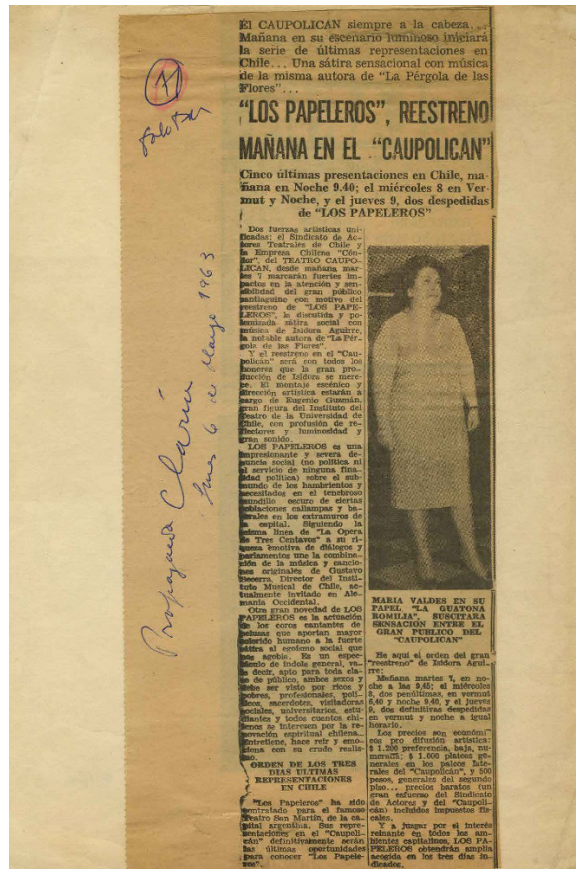 El CAUPOLICAN siempre a la cabeza...
Mañana en su escenario luminoso iniciará
la serie de últimas representaciones en
Chile... Una sátira sensacional con música
de la misma autora de "La Pérgola de las
Flores"...
"LOS PAPELEROS", REESTRENO
MAÑANA EN EL "CAUPOLICAN"
Cinco últimas presentaciones en Chile, ma-
ñana en Noche 9.40; el miércoles 8 en Ver-
mut y Noche, y el jueves 9, dos despedidas
de "LOS PAPELEROS"
Dos fuerzas artísticas uni-
ficadas: el Sindicato de Ac-
tores Teatrales de Chile y
la Empresa Chilena "Cón-
dor", del TEATRO CAUPO-
LICAN, desde mañana mar-
tes 7 marcarán fuertes im-
pactos en la atención y sen-
sibilidad del gran público
santiaguino con motivo del
reestreno de "LOS PAPE-
LEROS", la discutida y po-
lemizada sátira social con
música de Isidora Aguirre,
la notable autora de "La Pér-
gola de las Flores".
Y el reestreno en el "Cau-
policán" será con todos los
honores que la gran pro-
ducción de Isidora se mere-
ce. El montaje escénico y
dirección artística estarán a
cargo de Eugenio Guzmán,
gran figura del Instituto del
Teatro de la Universidad de
Chile, con profusión de re-
flectores y luminosidad y
gran sonido.
LOS PAPELEROS es una
impresionante y severa de-
nuncia social (no política ni
al servicio de ninguna fina-
lidad política) sobre el sub-
mundo de los hambrientos y
necesitados en el tenebroso
mundillo oscuro de ciertas
poblaciones callampas y ba-
surales en los extramuros de
la capital. Siguiendo la
misma línea de "La Opera
de Tres Centavos" a su ri-
queza emotiva de diálogos y
parlamentos une la combina-
ción de la música y cancio-
nes originales de Gustavo
Becerra, Director del Insti-
tuto Musical de Chile, ac-
tualmente invitado en Ale-
mania Occidental.
Otra gran novedad de LOS
PAPELEROS es la actuación
de los coros cantantes de
pelusas que aportan mayor
colorido humano a la fuerte
sátira al egoísmo social que
nos agobia. Es un espec-
táculo de índole general, va-
le decir, apto para toda cla-
se de público, ambos sexos y
debe ser visto por ricos y
pobres, profesionales, polí-
ticos, sacerdotes, visitadoras
sociales, universitarios, estu-
diantes y todos cuentos chi-
lenos se interesen por la re-
novación espiritual chilena...
Entretiene, hace reír y emo-
ciona con su crudo realis-
mo.
ORDEN DE LOS TRES
DIAS ULTIMAS
REPRESENTACIONES
EN CHILE
"Los Papeleros" ha sido
contratado para el famoso
Teatro San Martín, de la ca-
pital argentina. Sus repre-
sentaciones en el "Caupoli-
cán" definitivamente serán
las últimas oportunidades
para conocer "Los Papele-
ros".
MARIA VALDES EN SU
PAPEL "LA GUATONA
ROMILIA", SUSCITARA
SENSACION ENTRE EL
GRAN PUBLICO DEL
"CAUPOLICAN"
He aquí el orden del gran
"reestreno" de Isidora Agui-
rre:
Mañana martes 7, en no-
che a las 9,45; el miércoles
8, dos penúltimas, en vermut
6,40 y noche 9.40, y el jueves
9, dos definitivas despedidas
en vermut y noche a igual
horario.
Los precios son económi-
cos pro difusión artística:
$ 1.200 preferencia, baja, nu-
merada; $ 1.000 plateos ge-
nerales en los palcos late-
rales del "Caupolicán", y 500
pesos, generales del segundo
piso... precios baratos (un
gran esfuerzo del Sindicato
de Actores y del "Caupoli-
cán) incluidos impuestos fis-
cales.
Y a juzgar por el interés
reinante en todos los am-
bientes capitalinos, LOS PA-
PELEROS obtendrán amplia
acogida en los tres días in-
dicados.
7
Propaganda Clarín
Lunes 6 de Mayo 1963